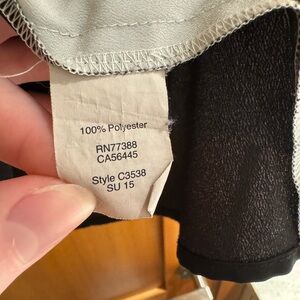 100% Polyester
RN77388
CA56445
Style C3538
SU 15